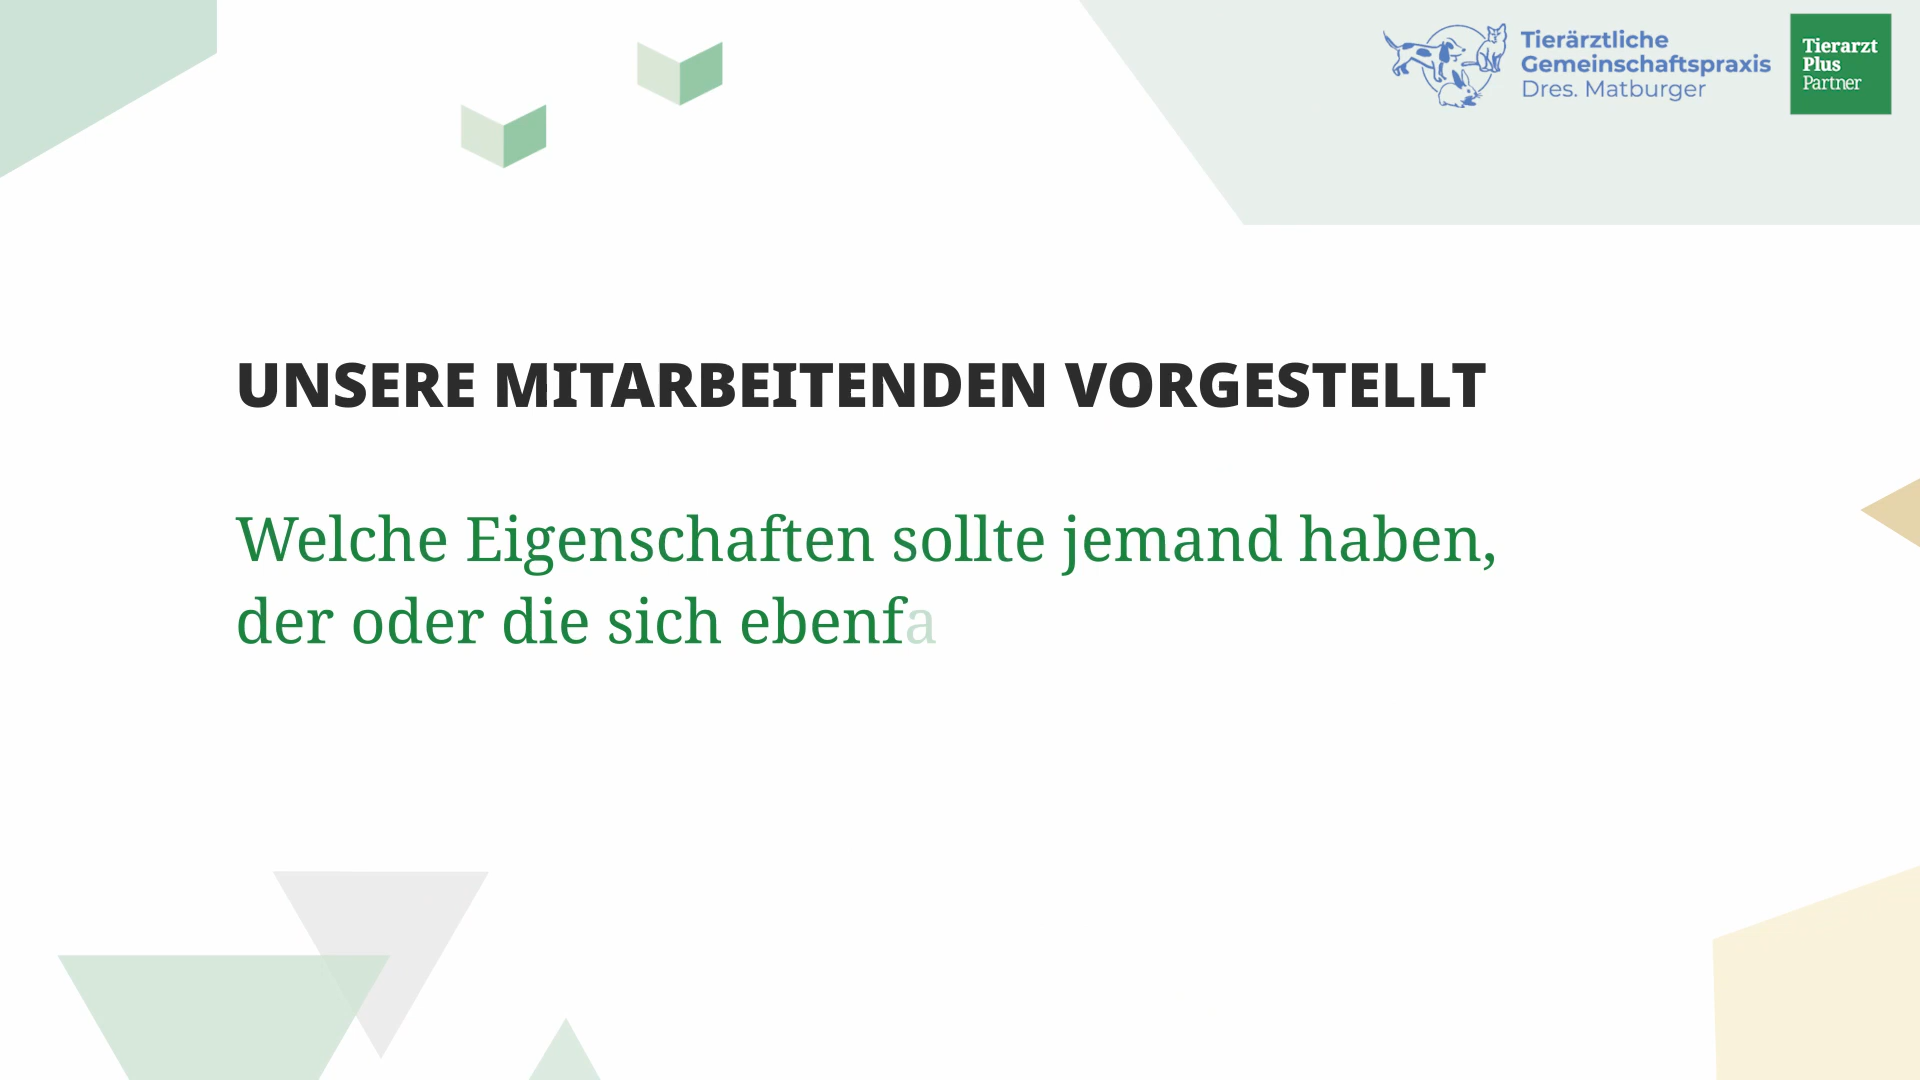 Tierärztliche
Gemeinschaftspraxis
Dres. Matburger
Tierarzt
Plus
Partner
UNSERE MITARBEITENDEN VORGESTELLT
Welche Eigenschaften sollte jemand haben,
der oder die sich ebenfa